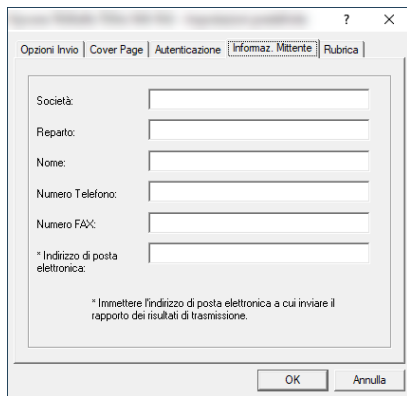 ?
Opzioni Invio Cover Page Autenticazione Informaz. Mittente Rubrica
Società:
Reparto:
Nome:
Numero Telefono:
Numero FAX:
* Indirizzo di posta
elettronica:
* Immettere l'indirizzo di posta elettronica a cui inviare il
rapporto dei risultati di trasmissione.
OK Annulla